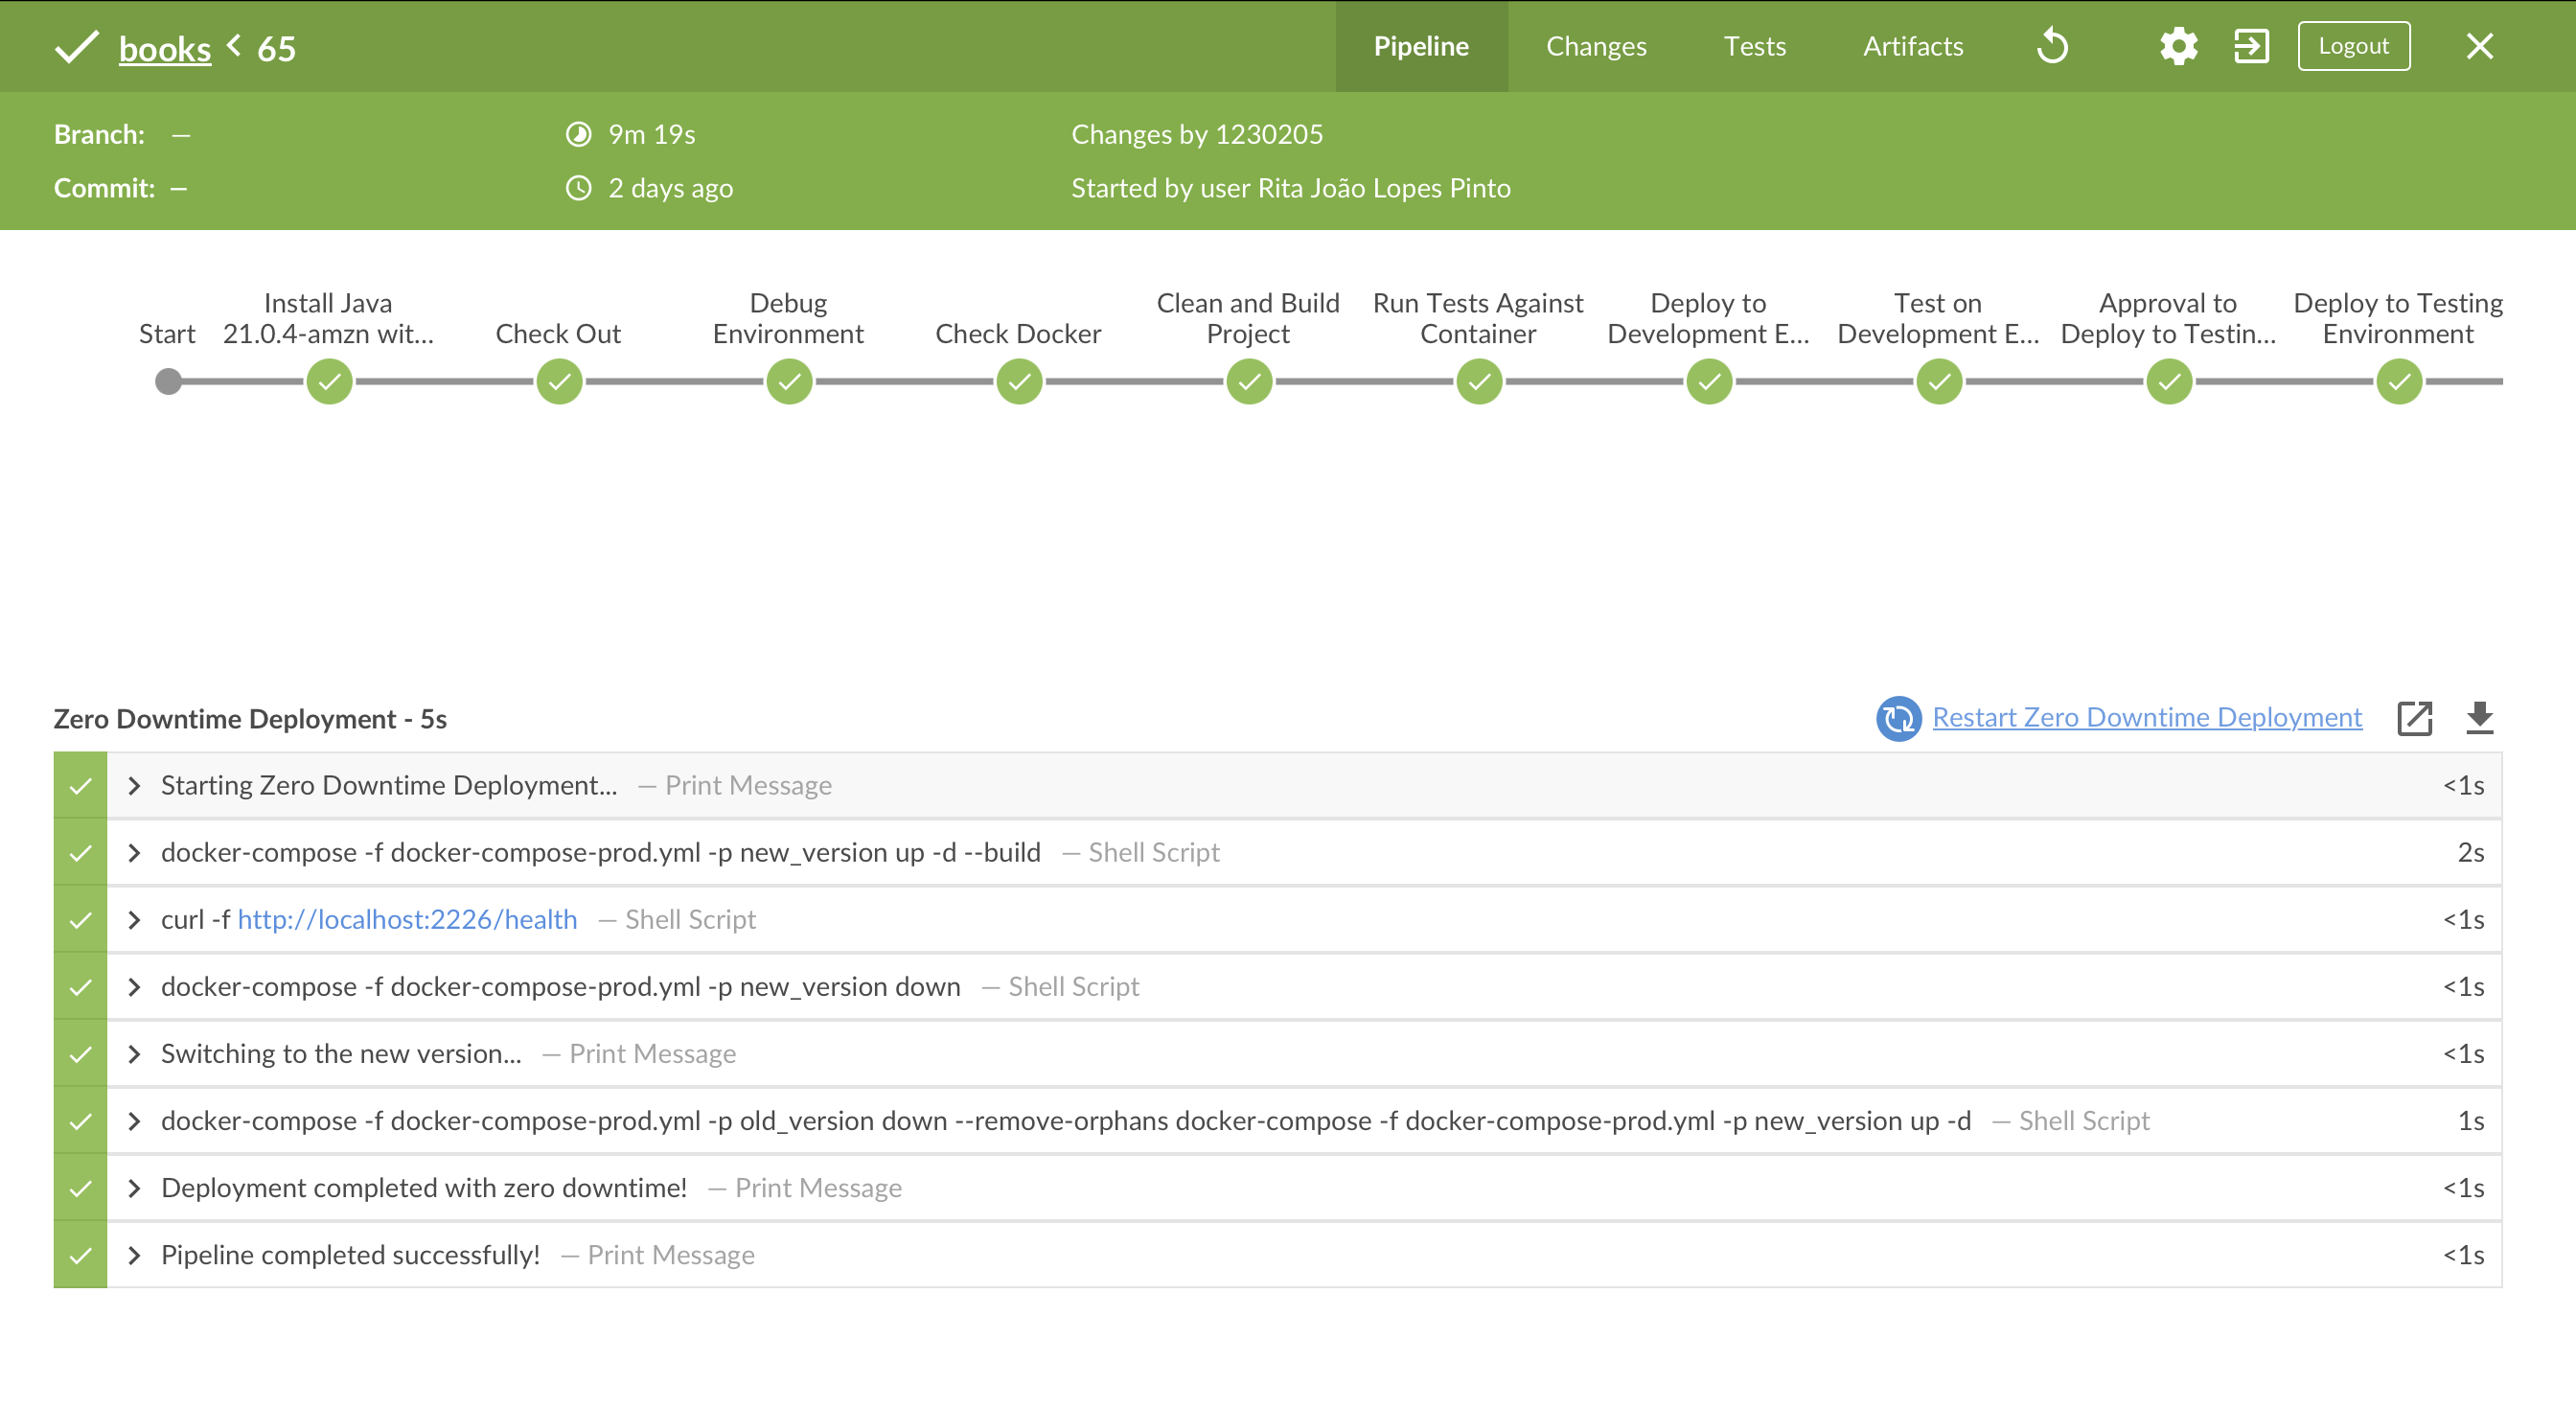 books < 65
Pipeline
Changes
Tests
Artifacts
Logout
Branch: —
9m 19s
Changes by 1230205
Commit: —
2 days ago
Started by user Rita João Lopes Pinto
Start
Install Java
21.0.4-amzn wit...
Check Out
Debug
Environment
Check Docker
Clean and Build
Project
Run Tests Against
Container
Deploy to
Development E...
Test on
Development E...
Approval to
Deploy to Testin...
Deploy to Testing
Environment
Zero Downtime Deployment - 5s
Restart Zero Downtime Deployment
Starting Zero Downtime Deployment... — Print Message <1s
docker-compose -f docker-compose-prod.yml -p new_version up -d --build — Shell Script 2s
curl -f http://localhost:2226/health — Shell Script <1s
docker-compose -f docker-compose-prod.yml -p new_version down — Shell Script <1s
Switching to the new version... — Print Message <1s
docker-compose -f docker-compose-prod.yml -p old_version down --remove-orphans docker-compose -f docker-compose-prod.yml -p new_version up -d — Shell Script 1s
Deployment completed with zero downtime! — Print Message <1s
Pipeline completed successfully! — Print Message <1s